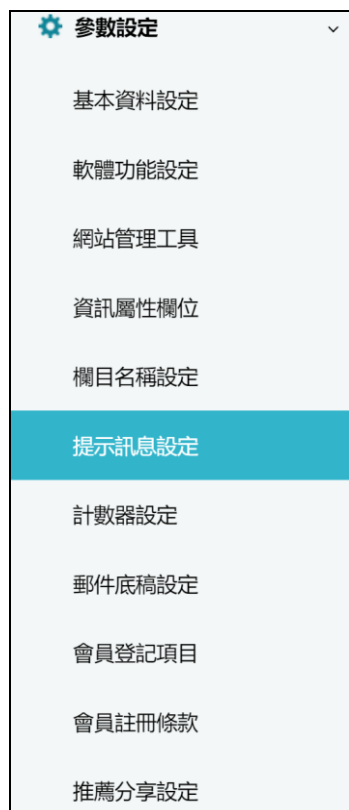 參數設定
基本資料設定
軟體功能設定
網站管理工具
資訊屬性欄位
欄目名稱設定
提示訊息設定
計數器設定
郵件底稿設定
會員登記項目
會員註冊條款
推薦分享設定